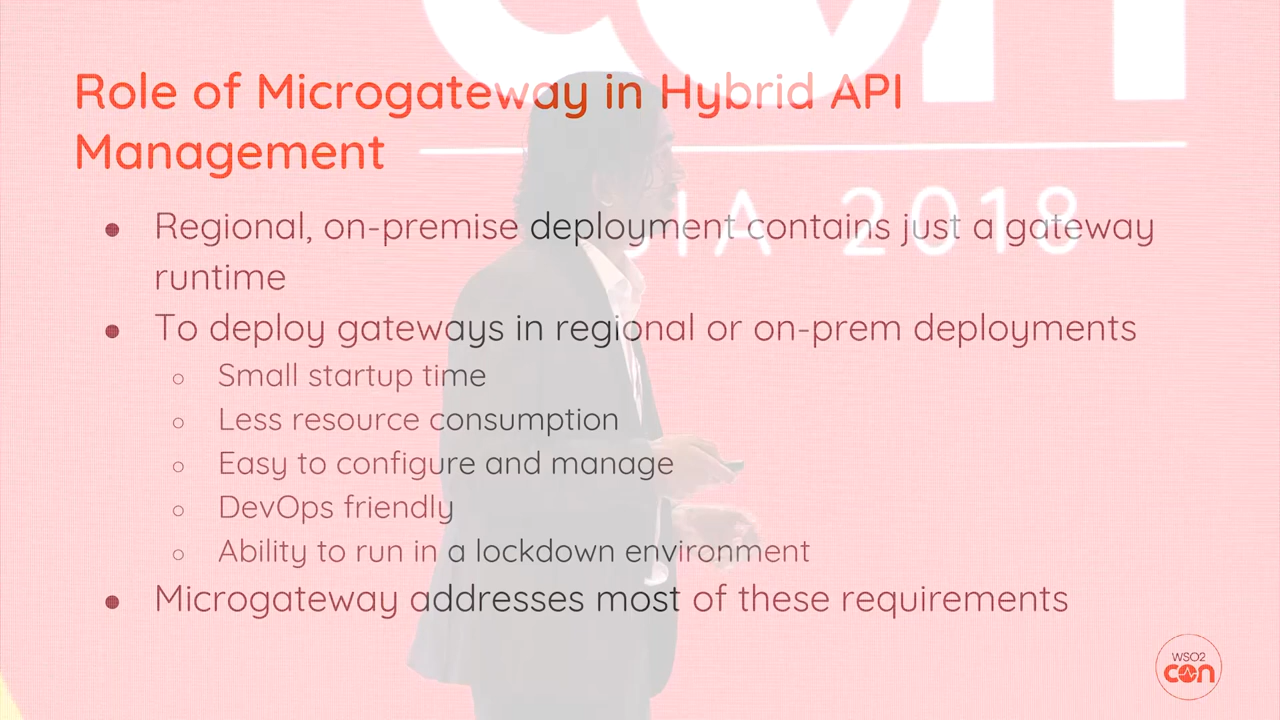 Role of Microgateway in Hybrid API
Management
● Regional, on-premise deployment contains just a gateway
runtime
● To deploy gateways in regional or on-prem deployments
○ Small startup time
○ Less resource consumption
○ Easy to configure and manage
○ DevOps friendly
○ Ability to run in a lockdown environment
● Microgateway addresses most of these requirements
2018
WSO2
con